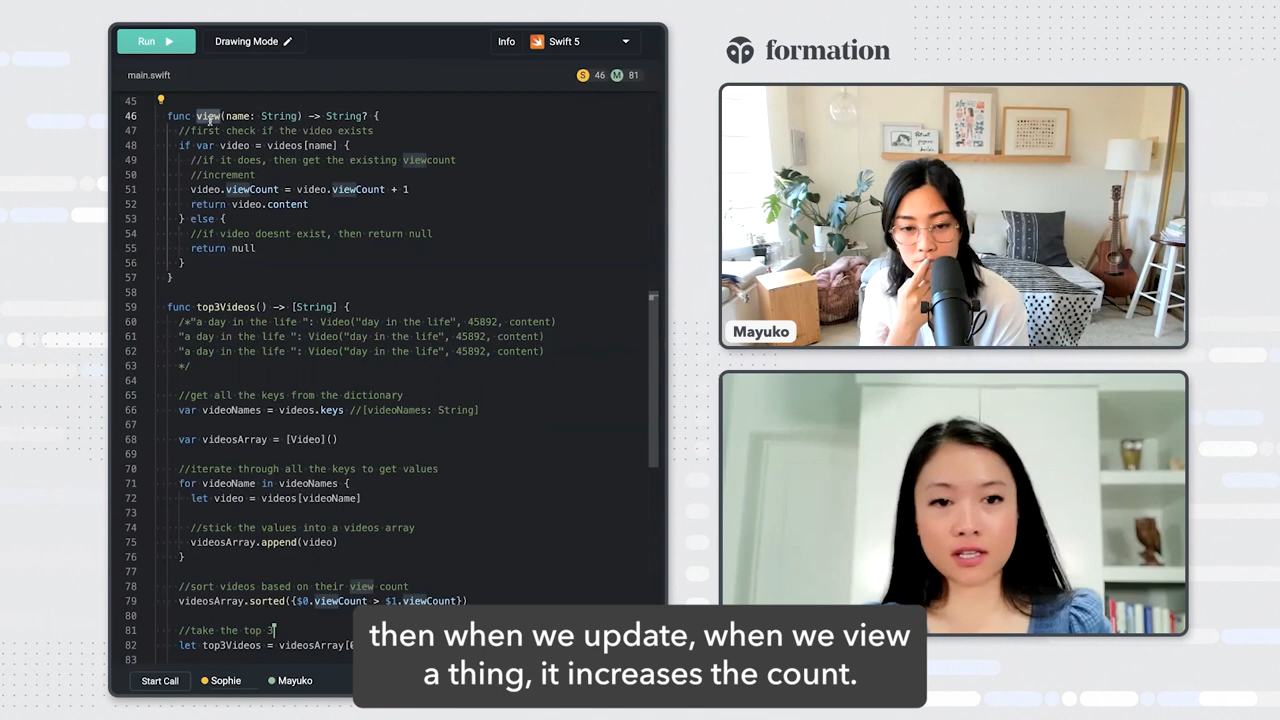 Run
Drawing Mode
Info
Swift 5
main.swift
S 46 M 81
45
46 func view(name: String) -> String? {
47 //first check if the video exists
48 if var video = videos[name] {
49 //if it does, then get the existing viewcount
50 //increment
51 video.viewCount = video.viewCount + 1
52 return video.content
53 } else {
54 //if video doesnt exist, then return null
55 return null
56 }
57 }
58
59 func top3Videos() -> [String] {
60 /*"a day in the life ": Video("day in the life", 45892, content)
61 "a day in the life ": Video("day in the life", 45892, content)
62 "a day in the life ": Video("day in the life", 45892, content)
63 */
64
65 //get all the keys from the dictionary
66 var videoNames = videos.keys //[videoNames: String]
67
68 var videosArray = [Video]()
69
70 //iterate through all the keys to get values
71 for videoName in videoNames {
72 let video = videos[videoName]
73
74 //stick the values into a videos array
75 videosArray.append(video)
76 }
77
78 //sort videos based on their view count
79 videosArray.sorted({$0.viewCount > $1.viewCount})
80
81 //take the top 3
82 let top3Videos = videosArray[
83
Start Call
Sophie
Mayuko
formation
Mayuko
then when we update, when we view
a thing, it increases the count.